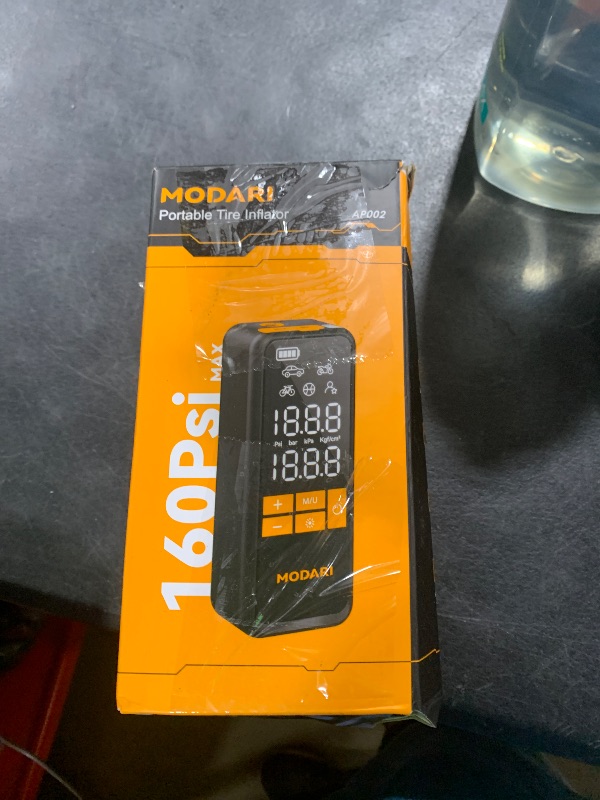 MODARI
Portable Tire Inflator
AP002
160Psi MAX
18.8.8
Psi bar kPa Kgf/cm²
18.8.8
+ M/U
−
MODARI